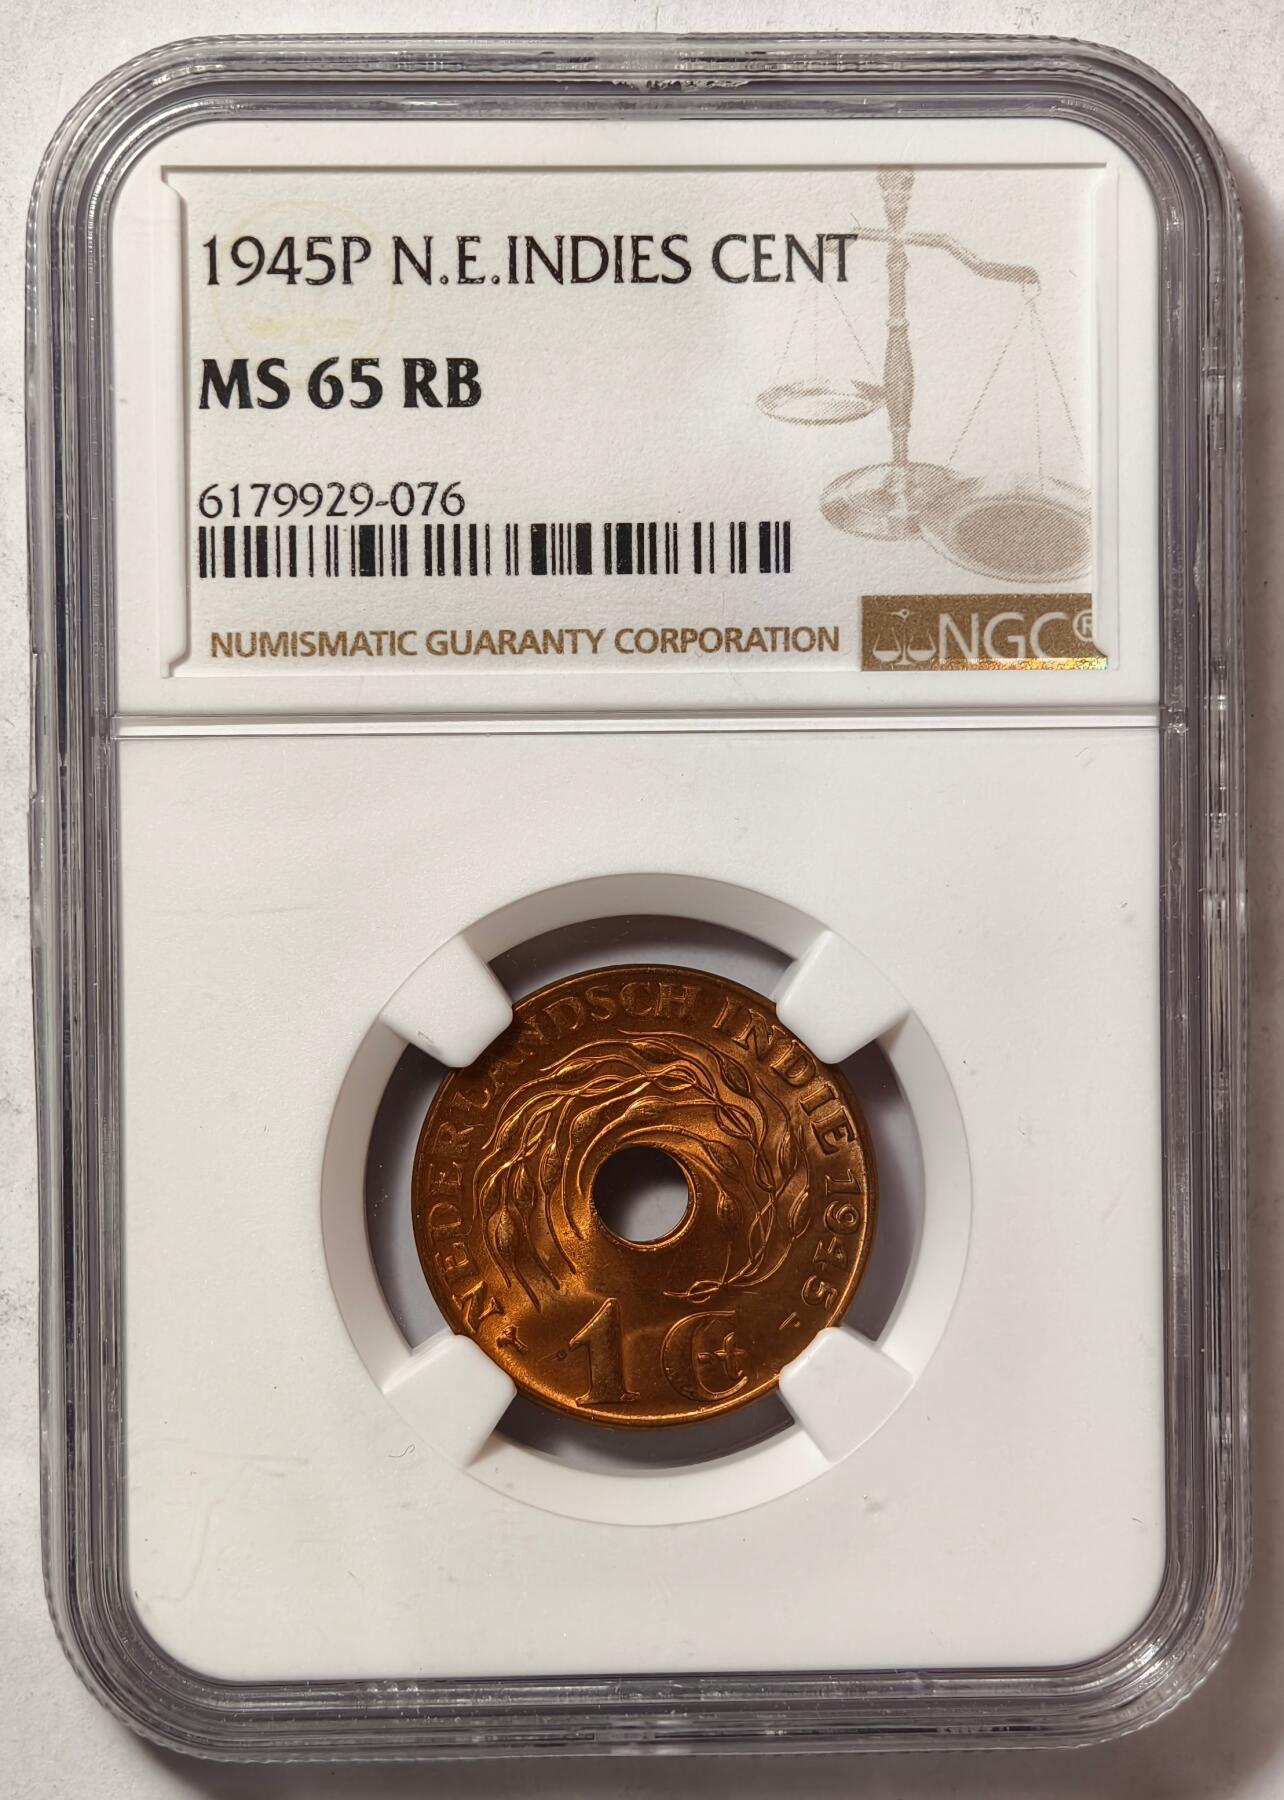 1945P N.E.INDIES CENT
MS 65 RB
6179929-076
NUMISMATIC GUARANTY CORPORATION
NGC®
NEDERLANDSCH INDIE 1945 P
1 C